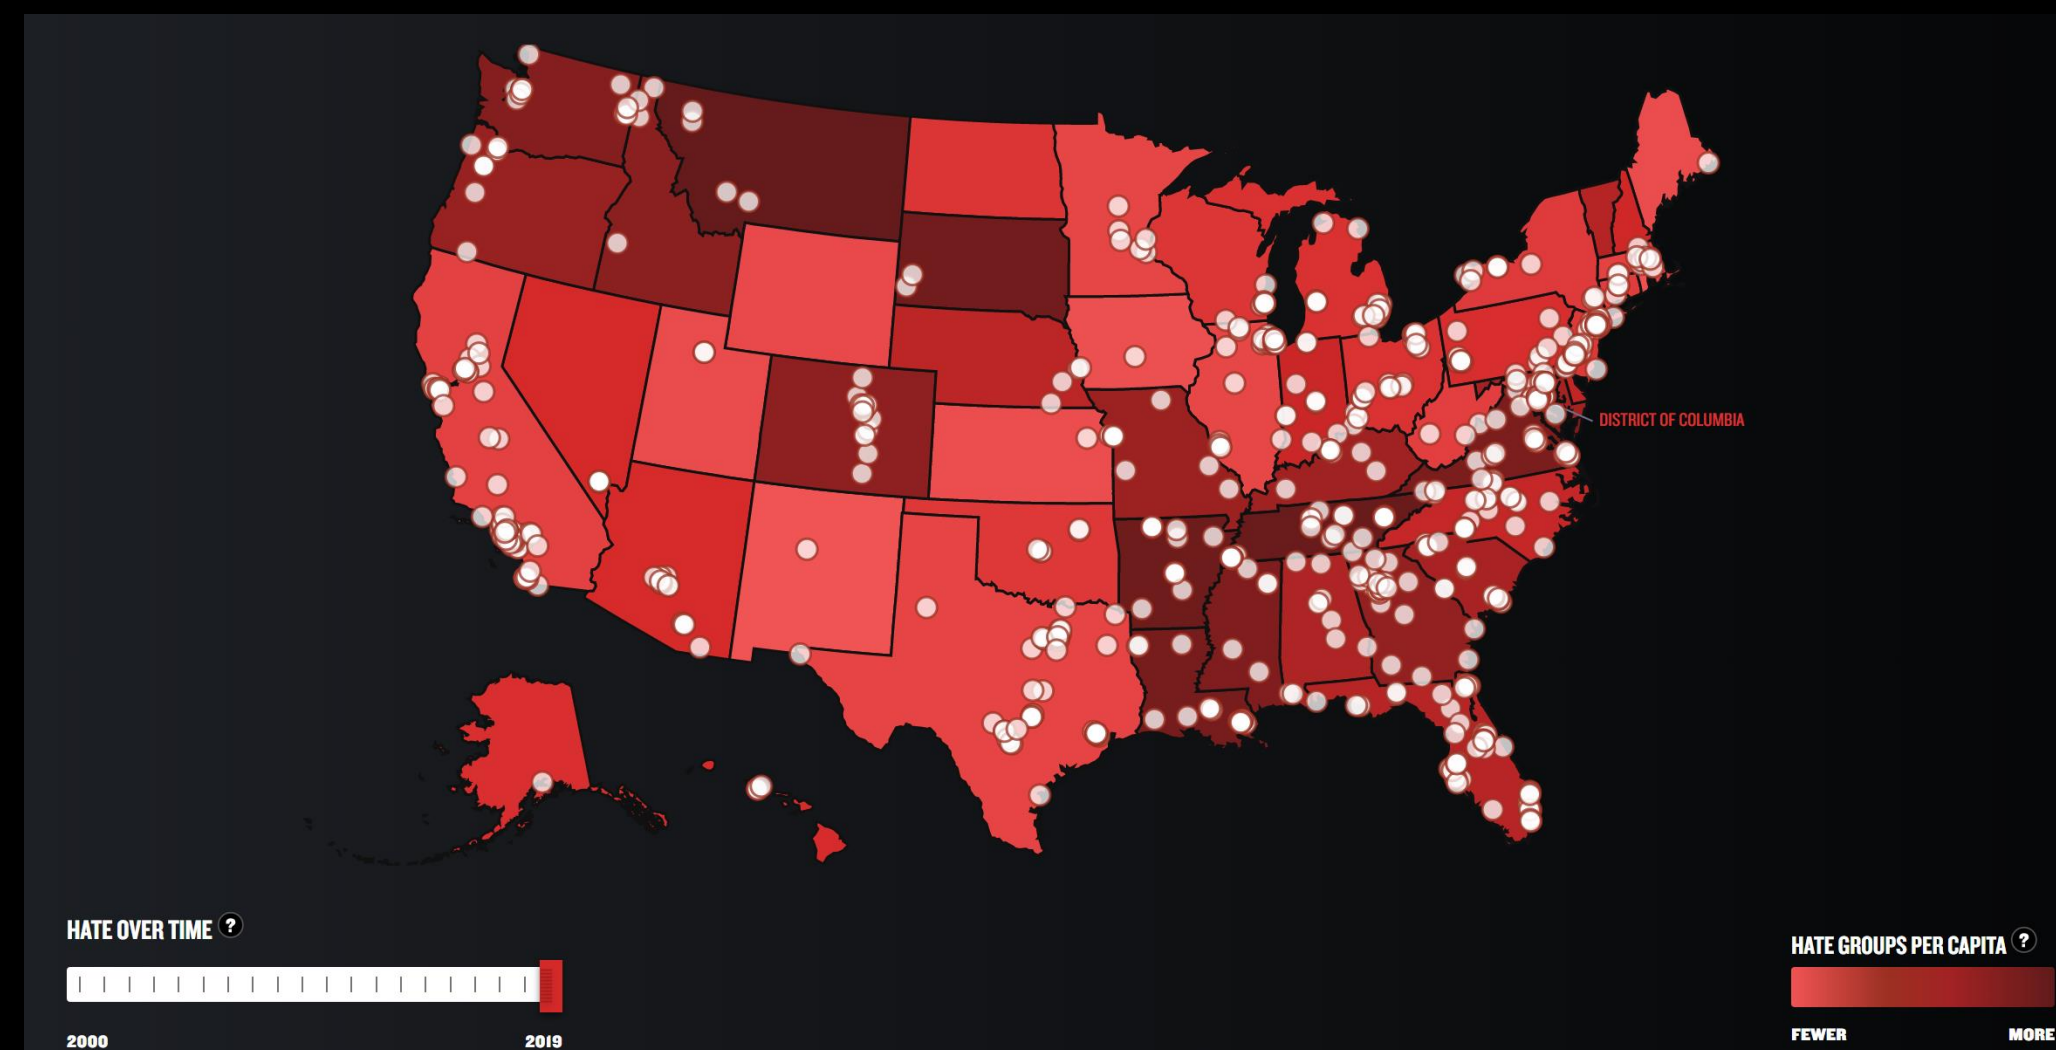 DISTRICT OF COLUMBIA
HATE OVER TIME ?
2000 2019
HATE GROUPS PER CAPITA ?
FEWER MORE